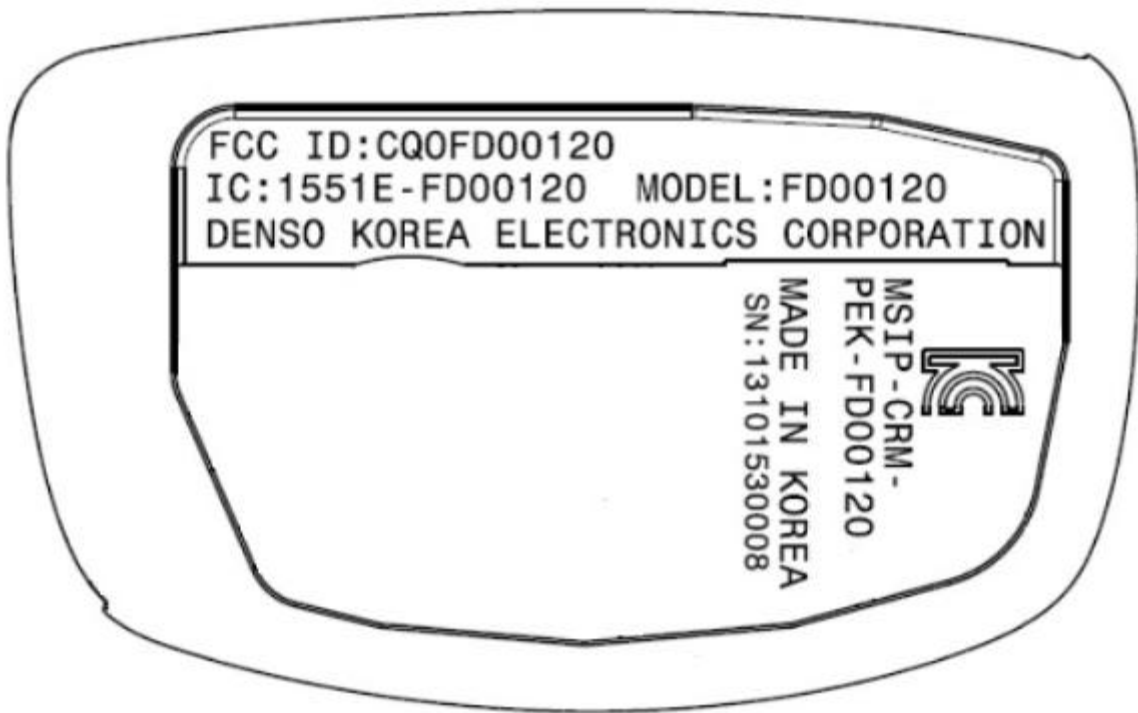 FCC ID:CQOFD00120
IC:1551E-FD00120 MODEL:FD00120
DENSO KOREA ELECTRONICS CORPORATION
MSIP-CRM-
PEK-FD00120
MADE IN KOREA
SN:13101530008